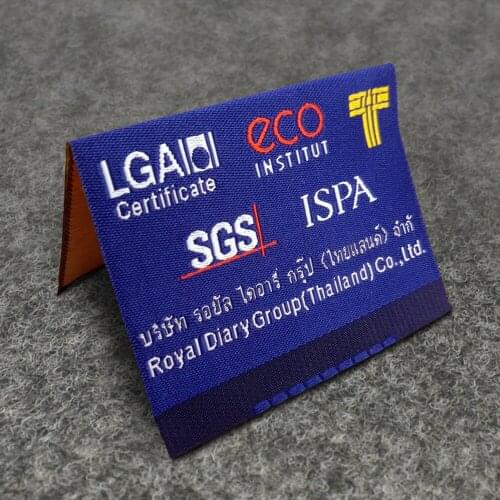 LGA
Certificate
eco
INSTITUT
SGS
ISPA
บริษัท รอยัล ไดอารี่ กรุ๊ป (ไทยแลนด์) จำกั
Royal Diary Group(Thailand) Co.,Ltd.